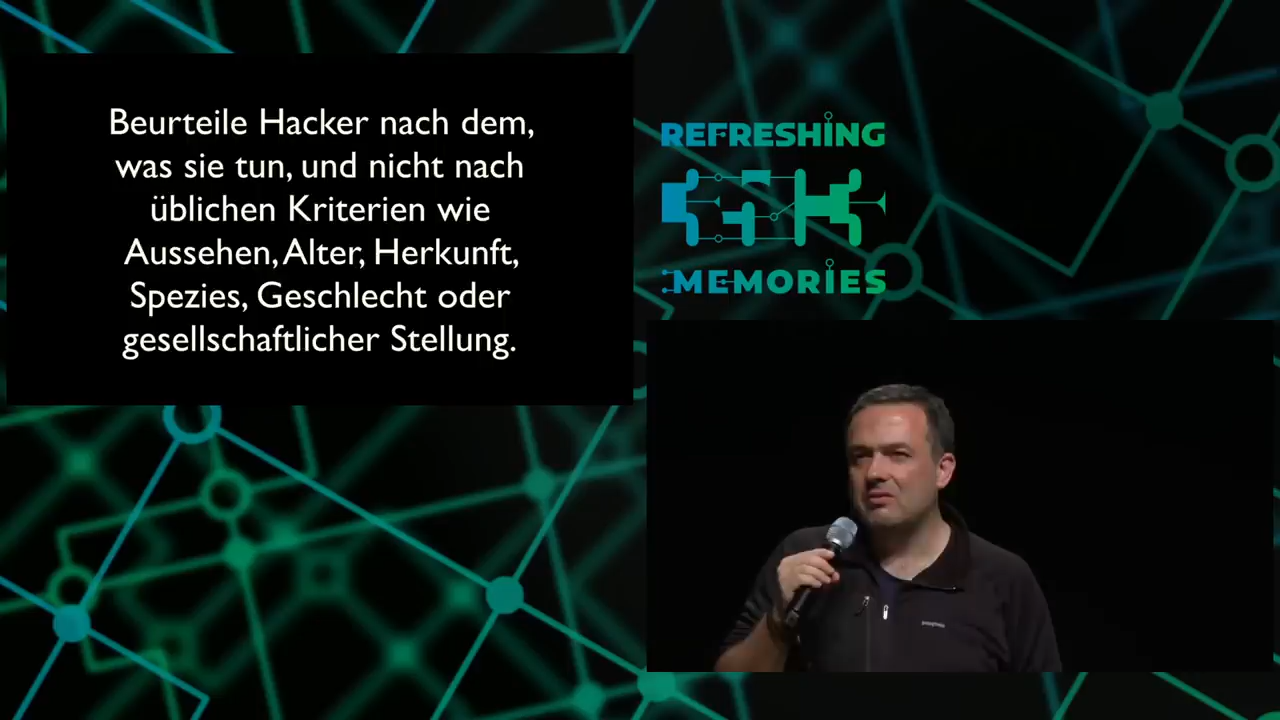 Beurteile Hacker nach dem,
was sie tun, und nicht nach
üblichen Kriterien wie
Aussehen, Alter, Herkunft,
Spezies, Geschlecht oder
gesellschaftlicher Stellung.
REFRESHING
MEMORIES
patagonia